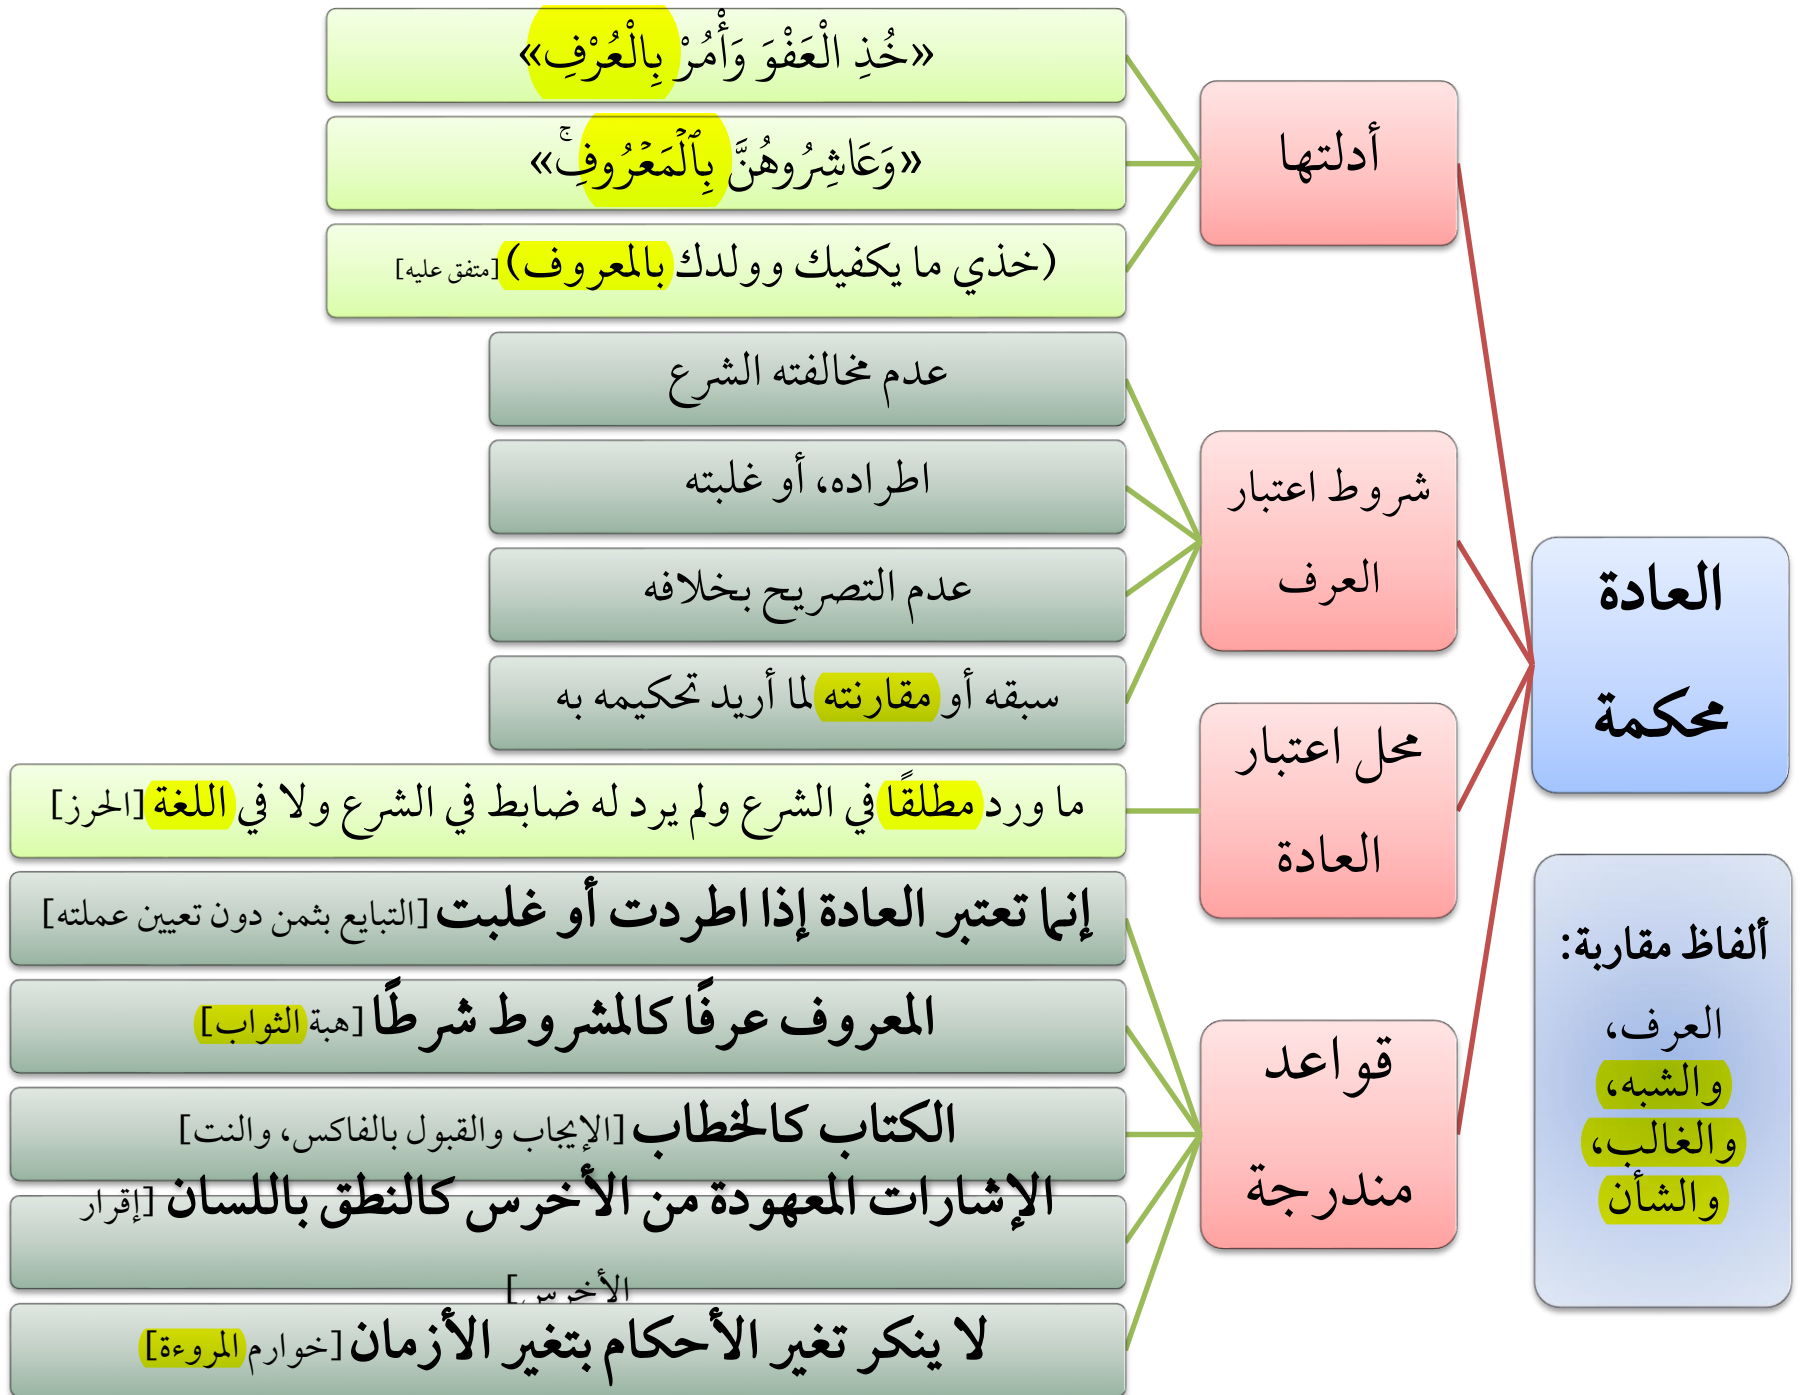 العادة
محكمة
ألفاظ مقاربة:
العرف،
والشبه،
والغالب،
والشأن
أدلتها
«خُذِ الْعَفْوَ وَأْمُرْ بِالْعُرْفِ»
«وَعَاشِرُوهُنَّ بِٱلْمَعْرُوفِۚ»
(خذي ما يكفيك وولدك بالمعروف) [متفق عليه]
شروط اعتبار
العرف
عدم مخالفته الشرع
اطراده، أو غلبته
عدم التصريح بخلافه
سبقه أو مقارنته لما أريد تحكيمه به
محل اعتبار
العادة
ما ورد مطلقًا في الشرع ولم يرد له ضابط في الشرع ولا في اللغة [الحرز]
قواعد
مندرجة
إنما تعتبر العادة إذا اطردت أو غلبت [التبايع بثمن دون تعيين عملته]
المعروف عرفًا كالمشروط شرطًا [هبة الثواب]
الكتاب كالخطاب [الإيجاب والقبول بالفاكس، والنت]
الإشارات المعهودة من الأخرس كالنطق باللسان [إقرار
الأخرس]
لا ينكر تغير الأحكام بتغير الأزمان [خوارم المروءة]